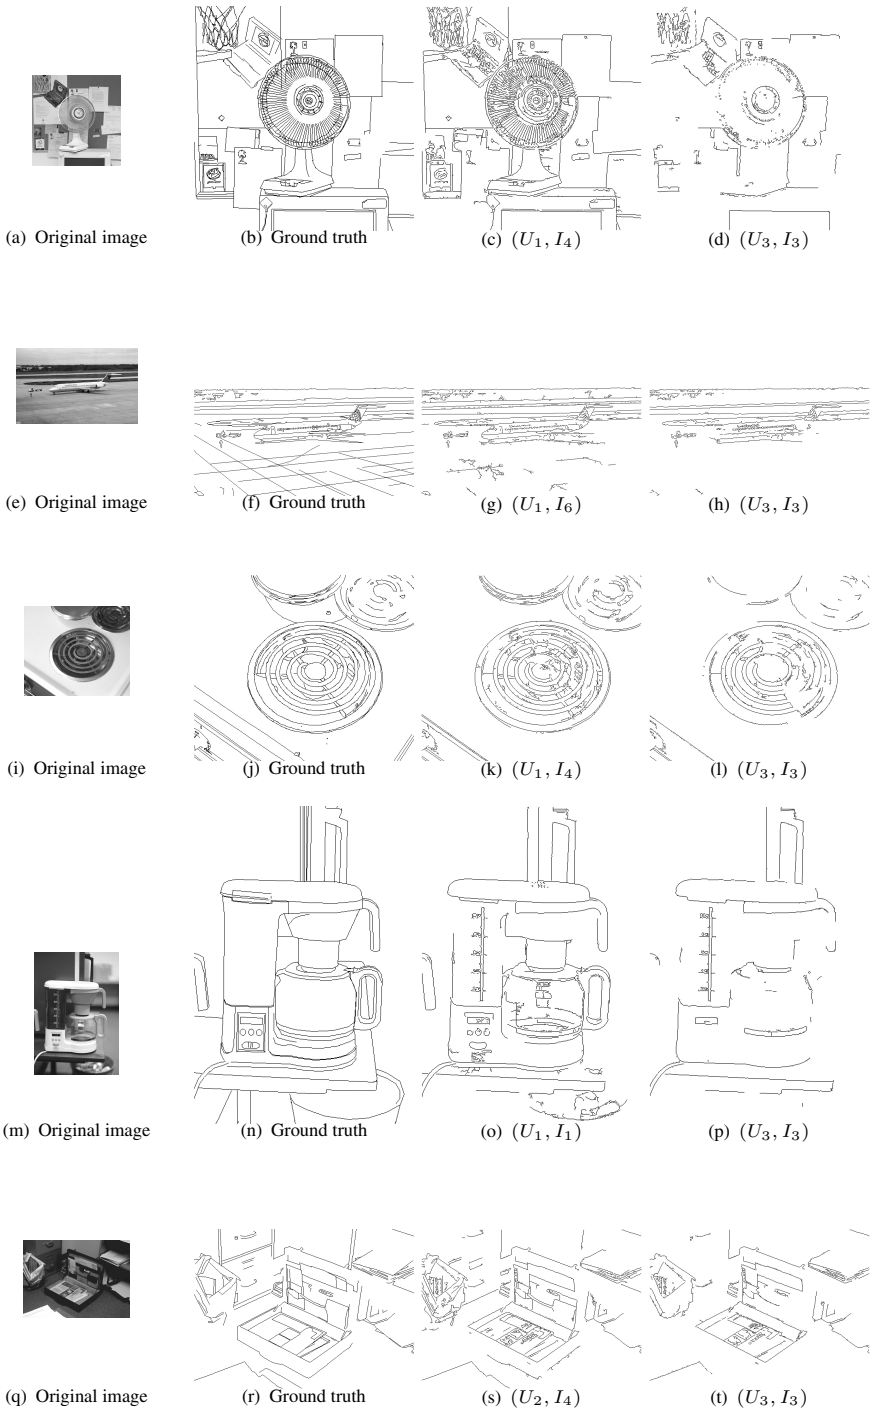 (a) Original image
(b) Ground truth
(c) (U₁, I₄)
(d) (U₃, I₃)
(e) Original image
(f) Ground truth
(g) (U₁, I₆)
(h) (U₃, I₃)
(i) Original image
(j) Ground truth
(k) (U₁, I₄)
(l) (U₃, I₃)
(m) Original image
(n) Ground truth
(o) (U₁, I₁)
(p) (U₃, I₃)
(q) Original image
(r) Ground truth
(s) (U₂, I₄)
(t) (U₃, I₃)